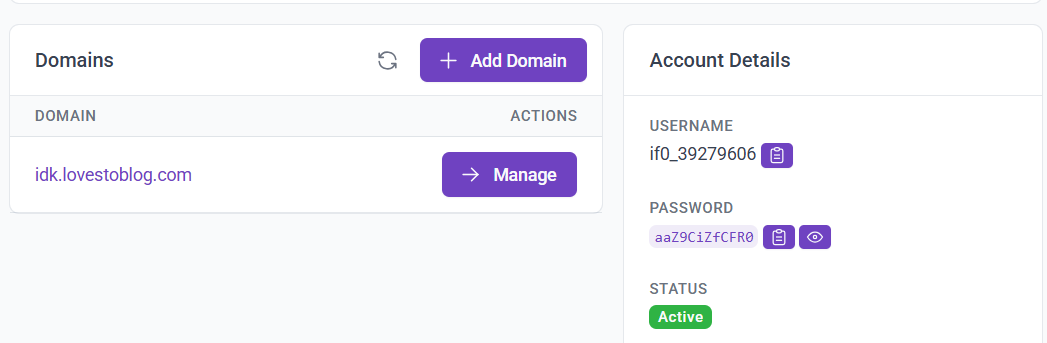 Domains
Add Domain
DOMAIN
ACTIONS
idk.lovestoblog.com
Manage
Account Details
USERNAME
if0_39279606
PASSWORD
aaZ9CiZfCFR0
STATUS
Active